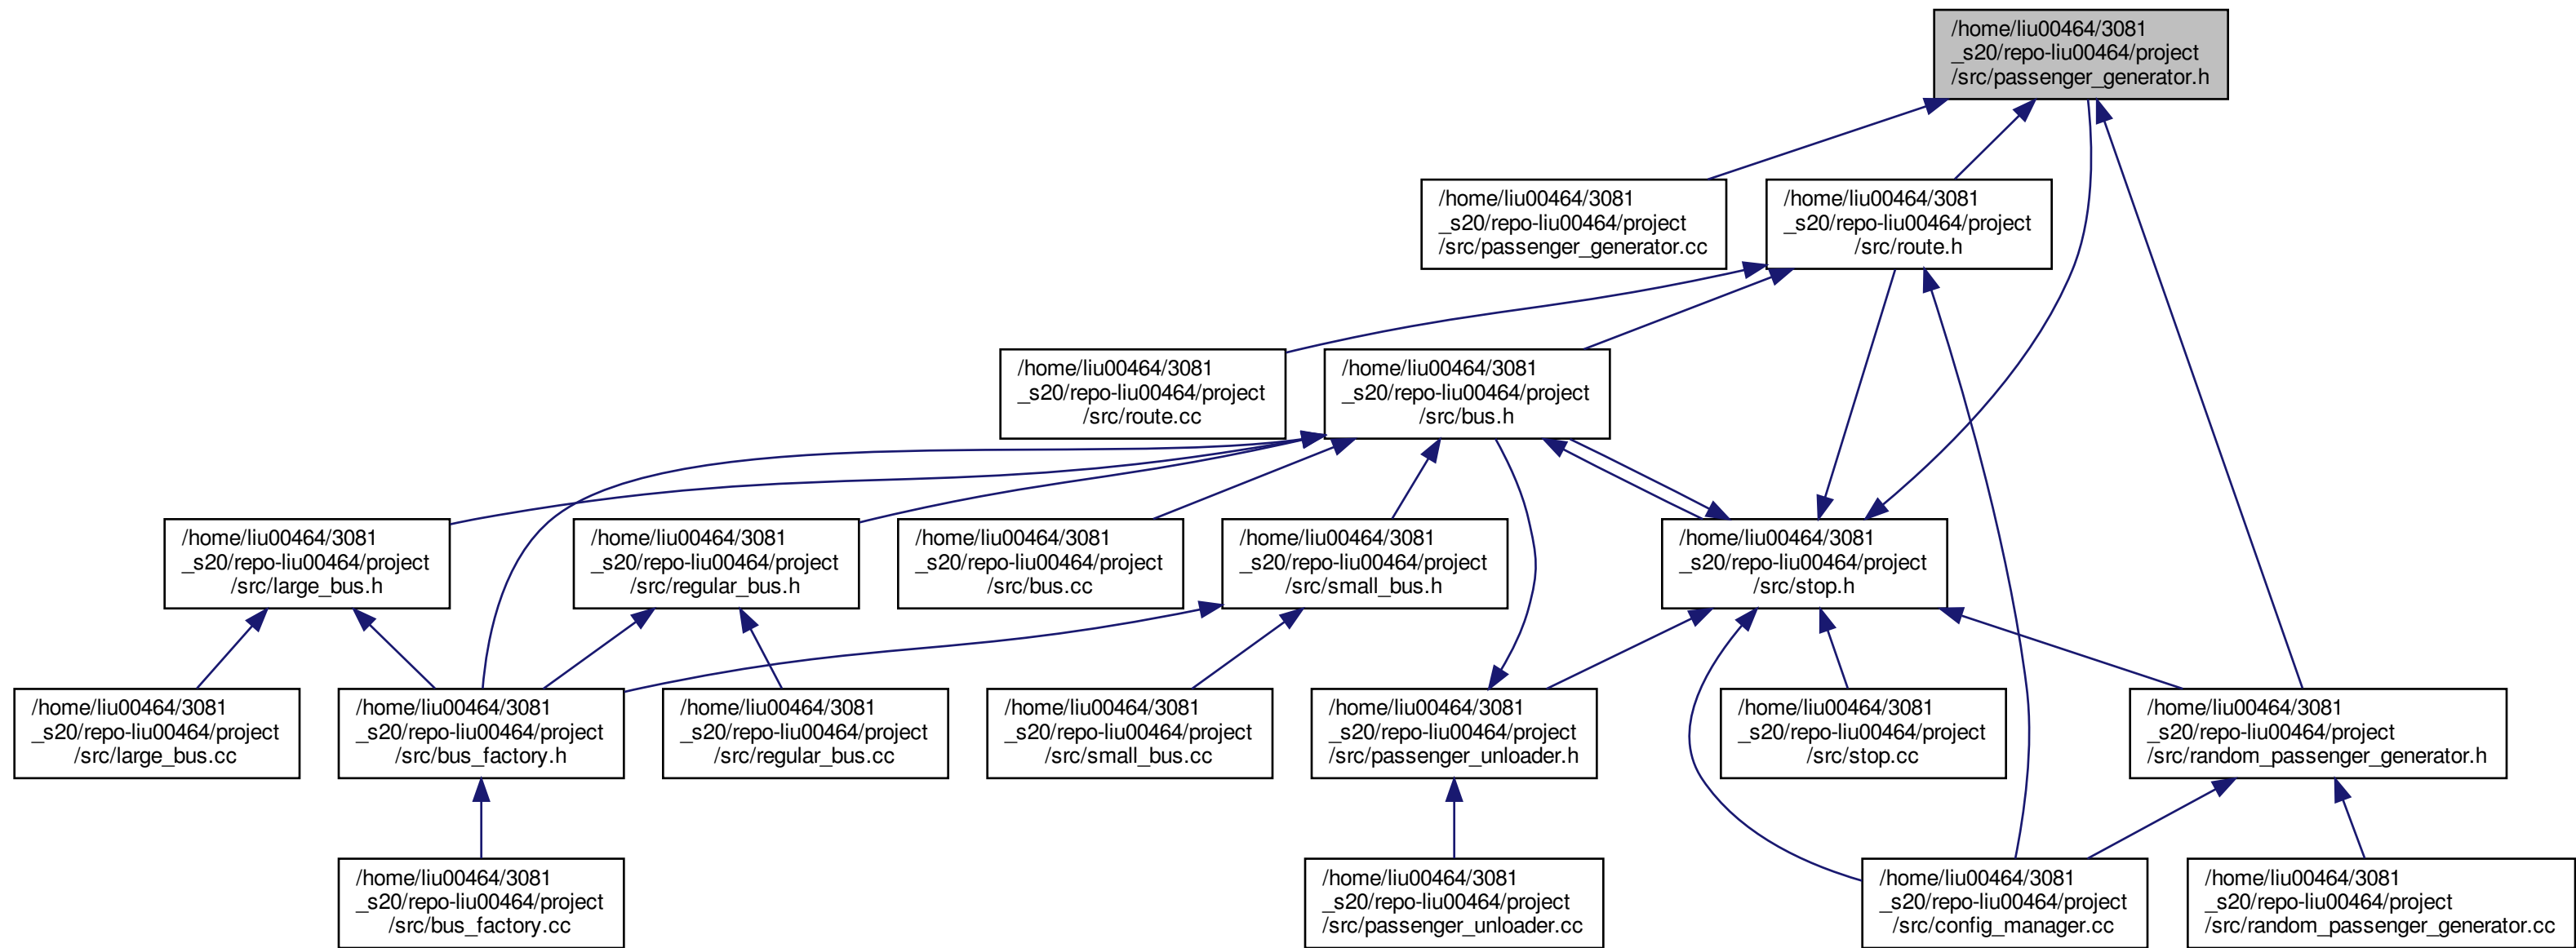 /home/liu00464/3081
_s20/repo-liu00464/project
/src/passenger_generator.h
/home/liu00464/3081
_s20/repo-liu00464/project
/src/passenger_generator.cc
/home/liu00464/3081
_s20/repo-liu00464/project
/src/route.h
/home/liu00464/3081
_s20/repo-liu00464/project
/src/route.cc
/home/liu00464/3081
_s20/repo-liu00464/project
/src/bus.h
/home/liu00464/3081
_s20/repo-liu00464/project
/src/large_bus.h
/home/liu00464/3081
_s20/repo-liu00464/project
/src/regular_bus.h
/home/liu00464/3081
_s20/repo-liu00464/project
/src/bus.cc
/home/liu00464/3081
_s20/repo-liu00464/project
/src/small_bus.h
/home/liu00464/3081
_s20/repo-liu00464/project
/src/stop.h
/home/liu00464/3081
_s20/repo-liu00464/project
/src/large_bus.cc
/home/liu00464/3081
_s20/repo-liu00464/project
/src/bus_factory.h
/home/liu00464/3081
_s20/repo-liu00464/project
/src/regular_bus.cc
/home/liu00464/3081
_s20/repo-liu00464/project
/src/small_bus.cc
/home/liu00464/3081
_s20/repo-liu00464/project
/src/passenger_unloader.h
/home/liu00464/3081
_s20/repo-liu00464/project
/src/stop.cc
/home/liu00464/3081
_s20/repo-liu00464/project
/src/random_passenger_generator.h
/home/liu00464/3081
_s20/repo-liu00464/project
/src/bus_factory.cc
/home/liu00464/3081
_s20/repo-liu00464/project
/src/passenger_unloader.cc
/home/liu00464/3081
_s20/repo-liu00464/project
/src/config_manager.cc
/home/liu00464/3081
_s20/repo-liu00464/project
/src/random_passenger_generator.cc